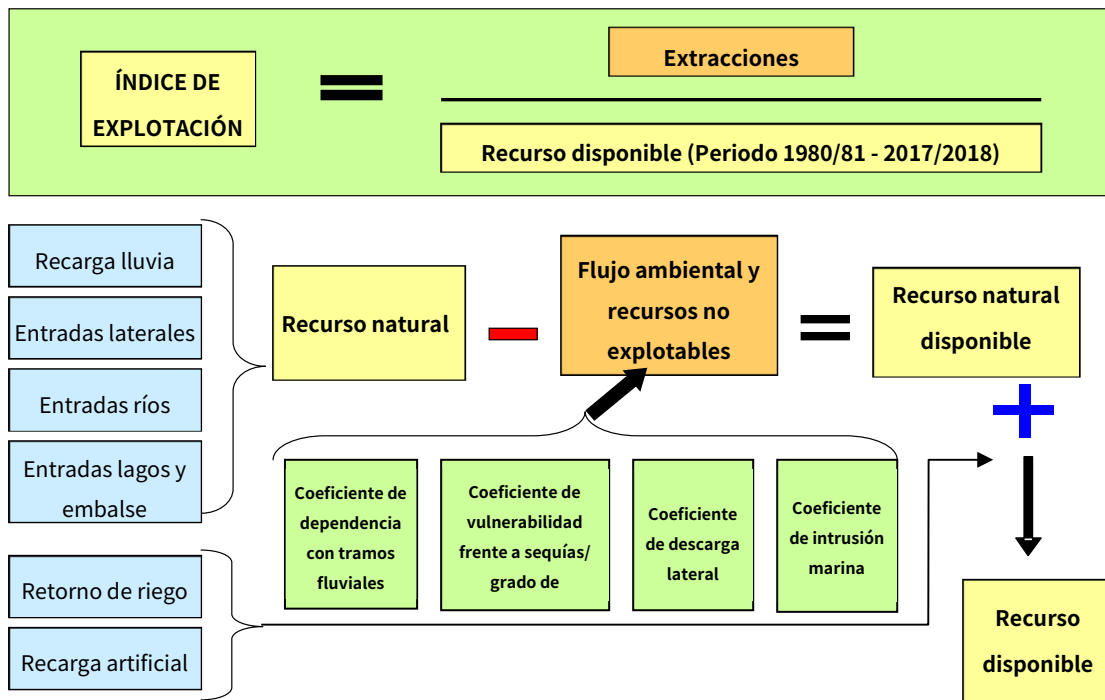 ÍNDICE DE
EXPLOTACIÓN
Extracciones
Recurso disponible (Periodo 1980/81 - 2017/2018)
Recarga lluvia
Entradas laterales
Entradas ríos
Entradas lagos y
embalse
Recurso natural
Flujo ambiental y
recursos no
explotables
Recurso natural
disponible
Coeficiente de
dependencia
con tramos
fluviales
Coeficiente de
vulnerabilidad
frente a sequías/
grado de
Coeficiente
de descarga
lateral
Coeficiente
de intrusión
marina
Retorno de riego
Recarga artificial
Recurso
disponible